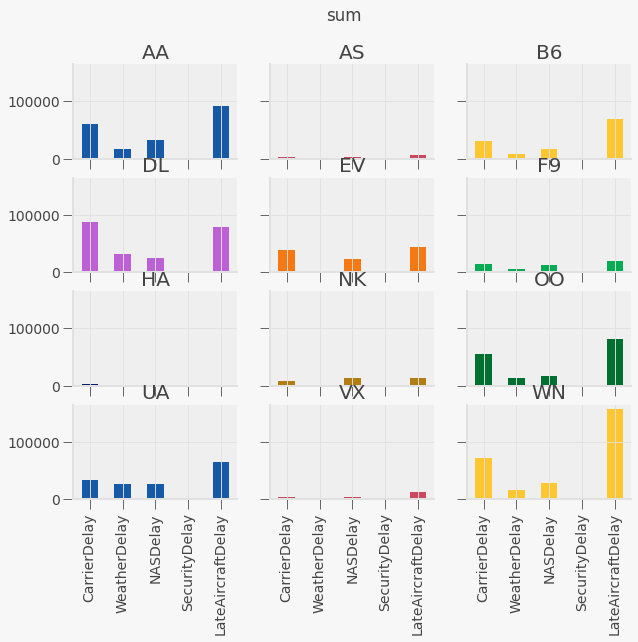 sum
AA AS B6
100000
0
DL EV F9
100000
0
HA NK OO
100000
0
UA VX WN
100000
0
CarrierDelay WeatherDelay NASDelay SecurityDelay LateAircraftDelay CarrierDelay WeatherDelay NASDelay SecurityDelay LateAircraftDelay CarrierDelay WeatherDelay NASDelay SecurityDelay LateAircraftDelay